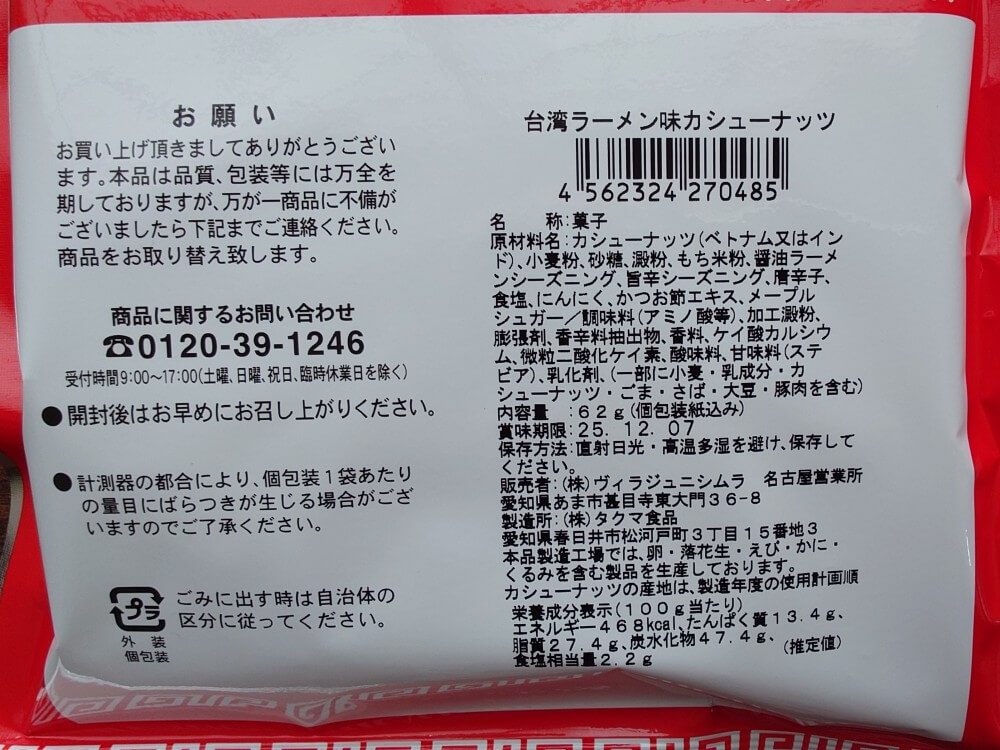 お願い
お買い上げ頂きましてありがとうござい
ます。本品は品質、包装等には万全を
期しておりますが、万が一商品に不備が
ございましたら下記までご連絡ください。
商品をお取り替え致します。
商品に関するお問い合わせ
☎0120-39-1246
受付時間9:00〜17:00(土曜、日曜、祝日、臨時休業日を除く)
●開封後はお早めにお召し上がりください。
●計測器の都合により、個包装1袋あたり
の量目にばらつきが生じる場合がござ
いますのでご了承ください。
プラ
外装
個包装
ごみに出す時は自治体の
区分に従ってください。
台湾ラーメン味カシューナッツ
4 562324 270485
名　　称:菓子
原材料名:カシューナッツ(ベトナム又はイン
ド)、小麦粉、砂糖、澱粉、もち米粉、醤油ラーメ
ンシーズニング、旨辛シーズニング、唐辛子、
食塩、にんにく、かつお節エキス、メープル
シュガー／調味料(アミノ酸等)、加工澱粉、
膨張剤、香辛料抽出物、香料、ケイ酸カルシウ
ム、微粒二酸化ケイ素、酸味料、甘味料(ステ
ビア)、乳化剤、(一部に小麦・乳成分・カ
シューナッツ・ごま・さば・大豆・豚肉を含む)
内容量　:62g(個包装紙込み)
賞味期限:25.12.07
保存方法:直射日光・高温多湿を避け、保存して
ください。
販売者:(株)ヴィラジュニシムラ　名古屋営業所
愛知県あま市甚目寺東大門36-8
製造所:(株)タクマ食品
愛知県春日井市松河戸町3丁目15番地3
本品製造工場では、卵・落花生・えび・かに・
くるみを含む製品を生産しております。
カシューナッツの産地は、製造年度の使用計画順
栄養成分表示(100g当たり)
エネルギー468kcal、たんぱく質13.4g、
脂質27.4g、炭水化物47.4g、
食塩相当量2.2g
(推定値)